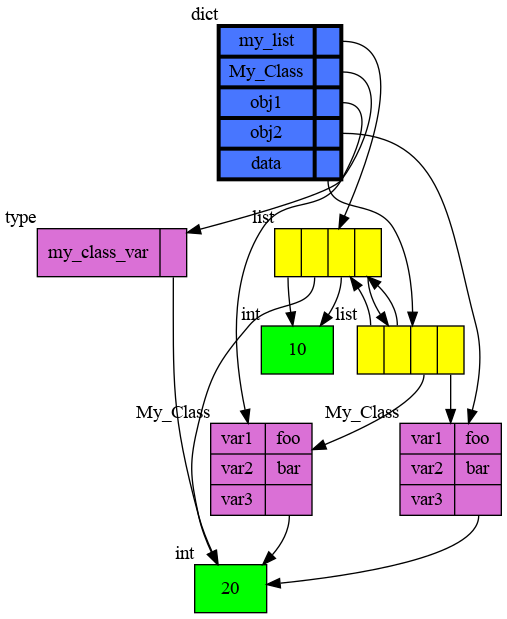 dict
my_list
My_Class
obj1
obj2
data
type
my_class_var
list
int
10
list
My_Class
var1 foo
var2 bar
var3
My_Class
var1 foo
var2 bar
var3
int
20